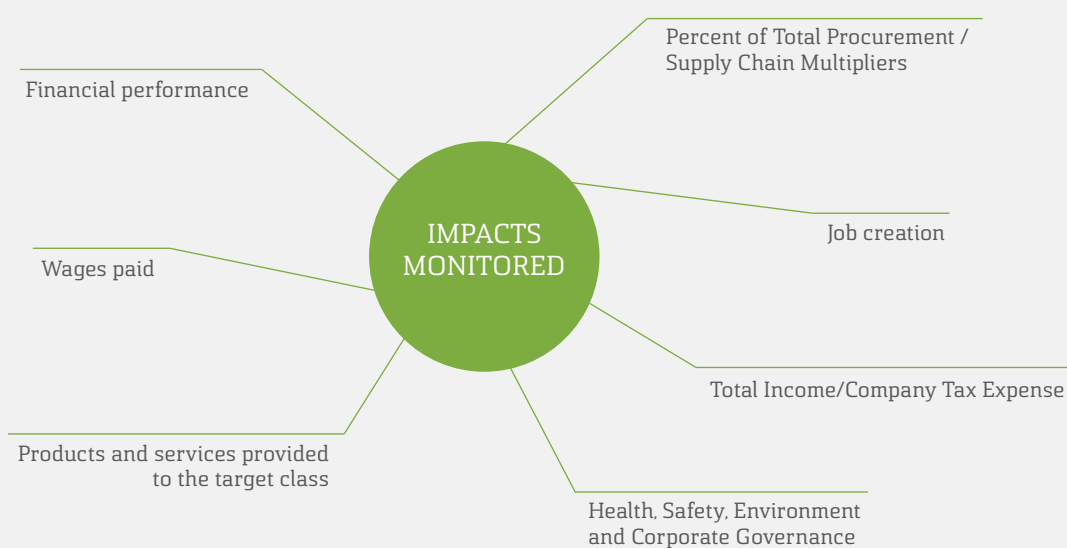 Percent of Total Procurement /
Supply Chain Multipliers
Financial performance
IMPACTS
MONITORED
Job creation
Wages paid
Total Income/Company Tax Expense
Products and services provided
to the target class
Health, Safety, Environment
and Corporate Governance